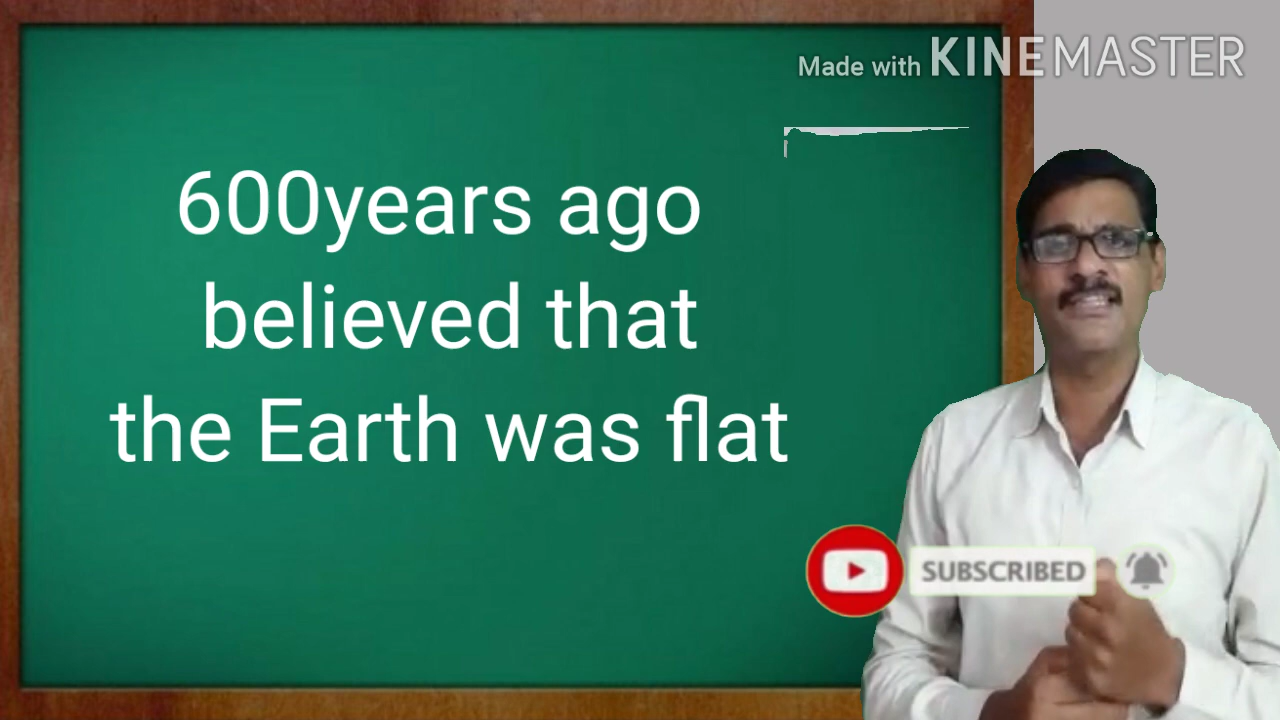 Made with KINEMASTER
600years ago
believed that
the Earth was flat
SUBSCRIBED